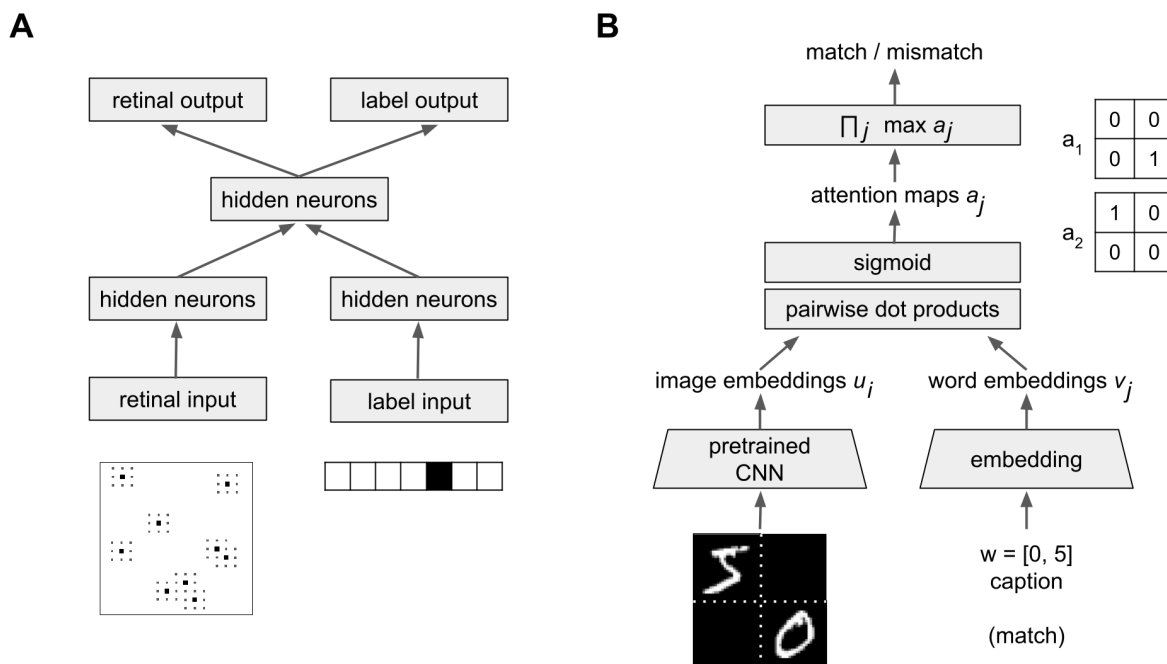 A
retinal output
label output
hidden neurons
hidden neurons
hidden neurons
retinal input
label input
B
match / mismatch
∏j max aj
attention maps aj
sigmoid
pairwise dot products
image embeddings ui
word embeddings vj
pretrained
CNN
embedding
w = [0, 5]
caption
(match)
5
0
a1
0 0
0 1
a2
1 0
0 0